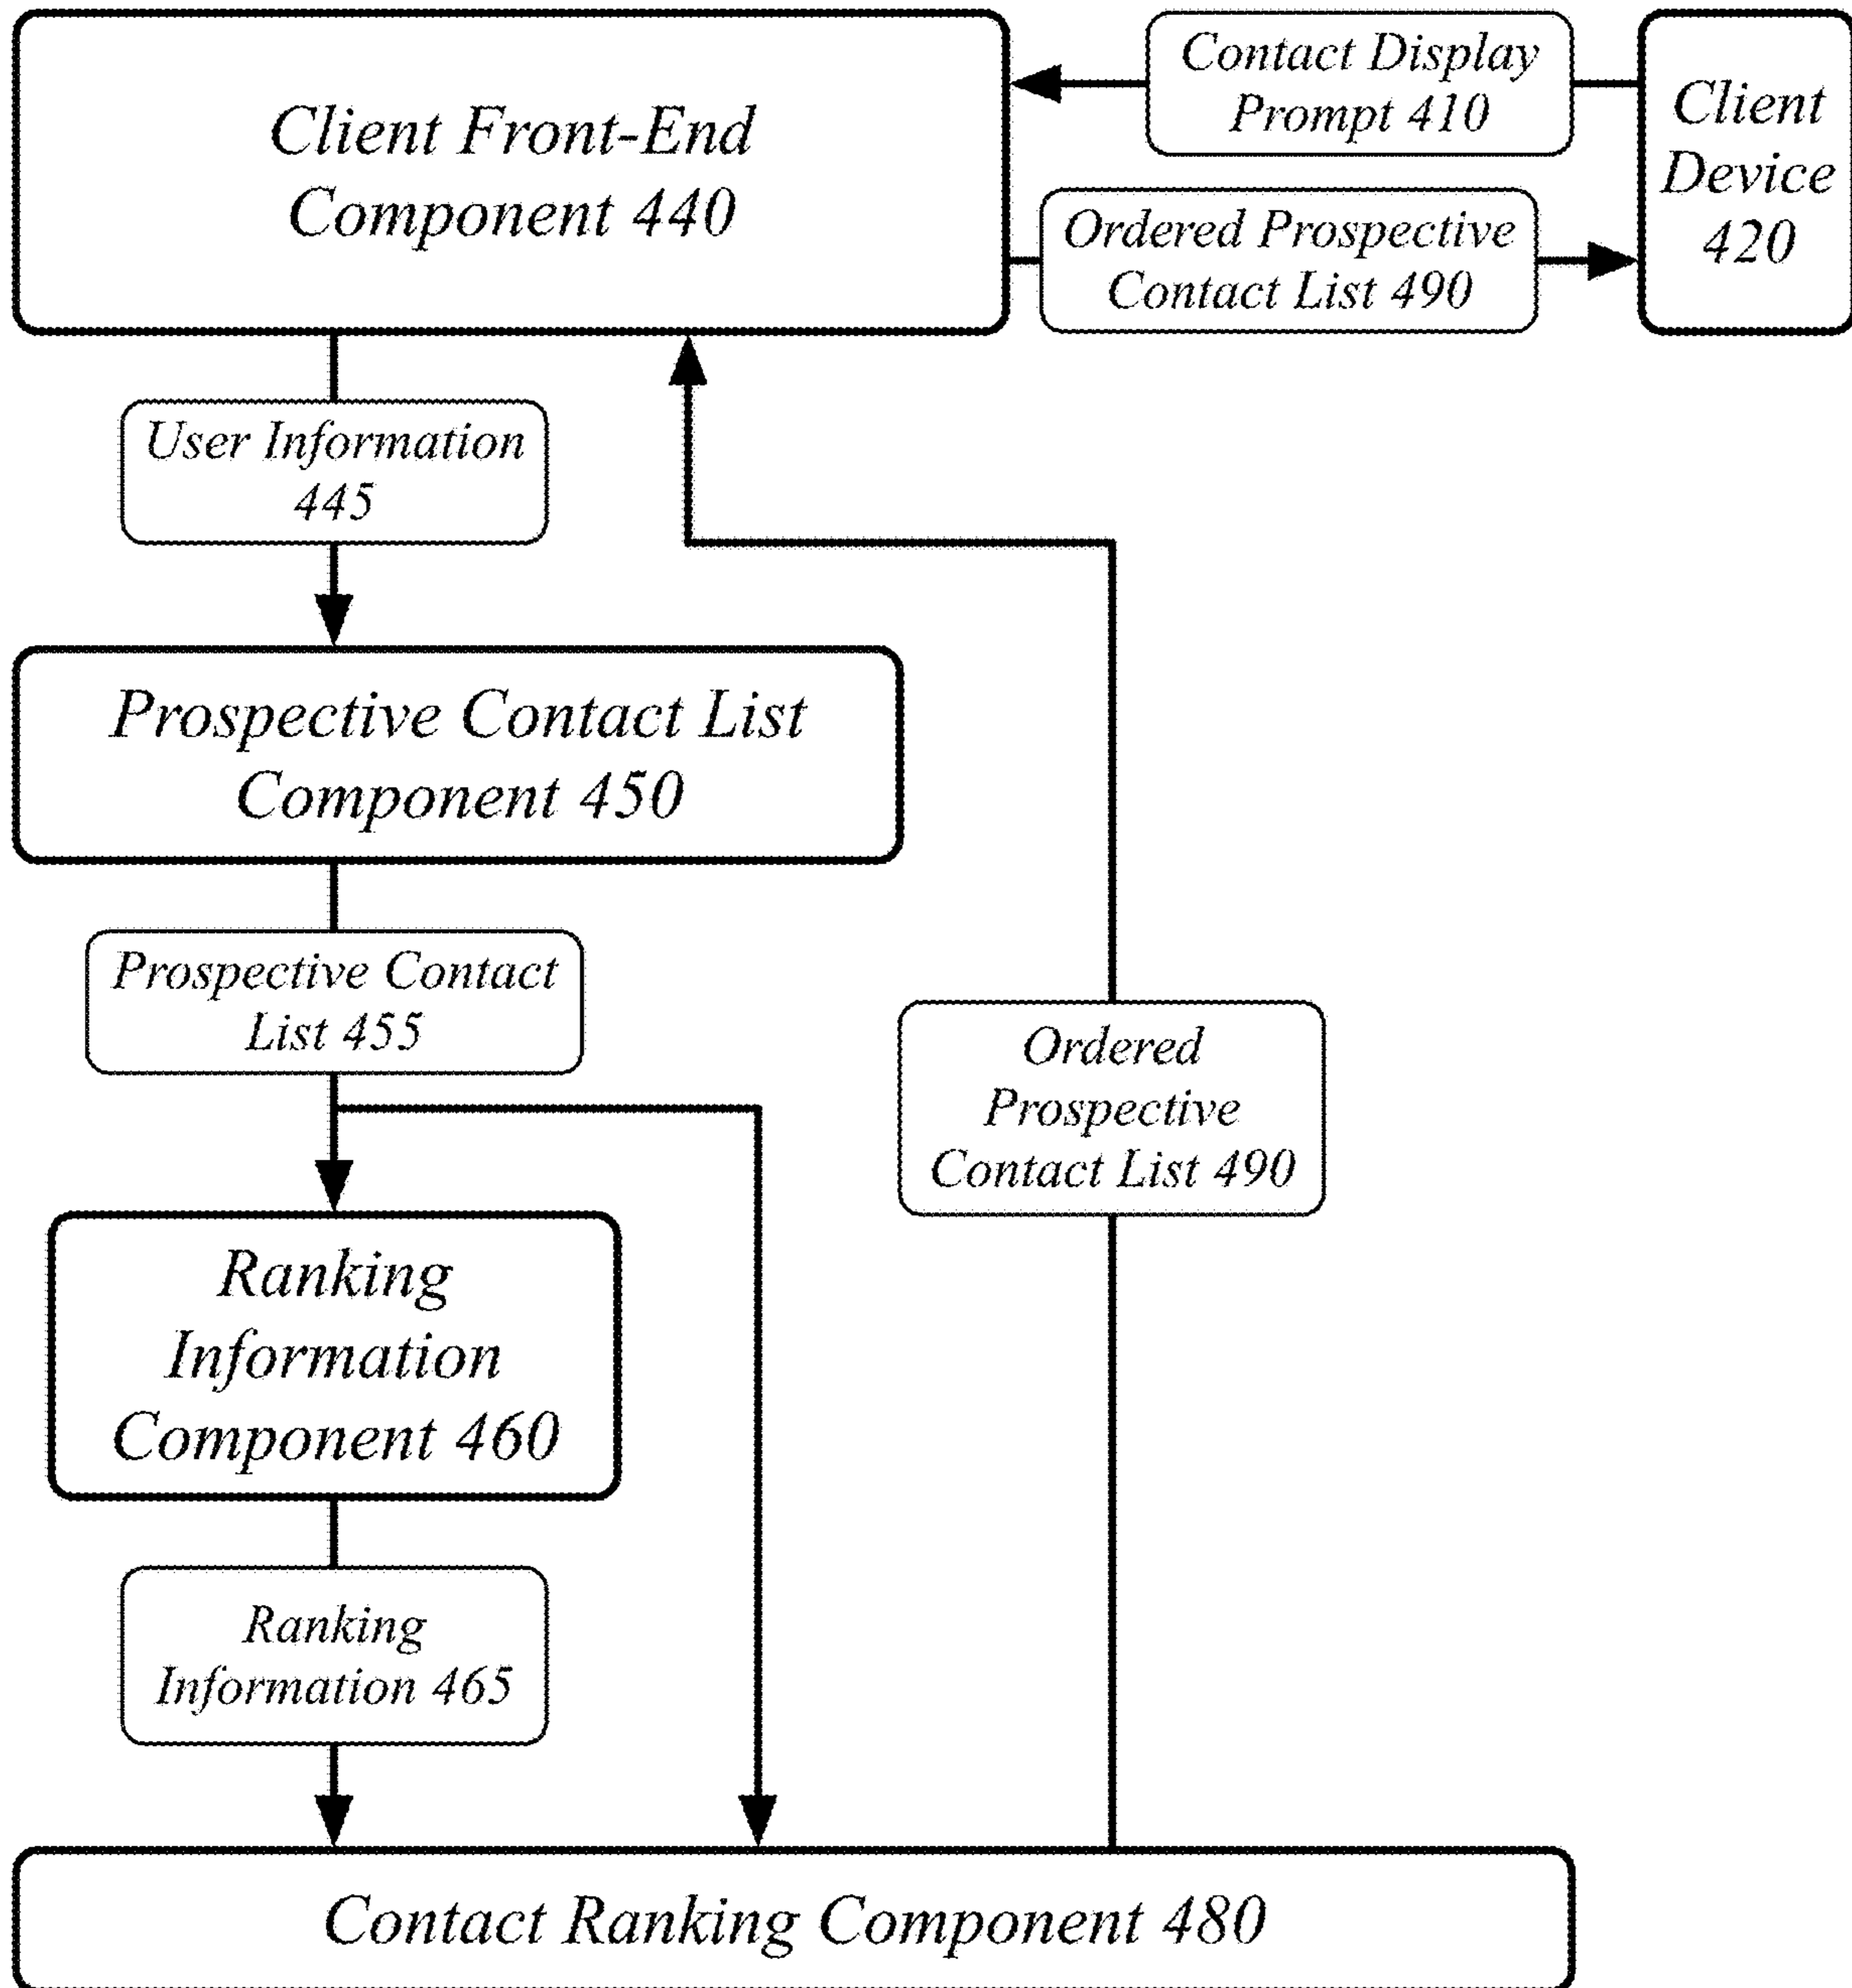 Client Front-End
Component 440
Contact Display
Prompt 410
Ordered Prospective
Contact List 490
Client
Device
420
User Information
445
Prospective Contact List
Component 450
Prospective Contact
List 455
Ordered
Prospective
Contact List 490
Ranking
Information
Component 460
Ranking
Information 465
Contact Ranking Component 480